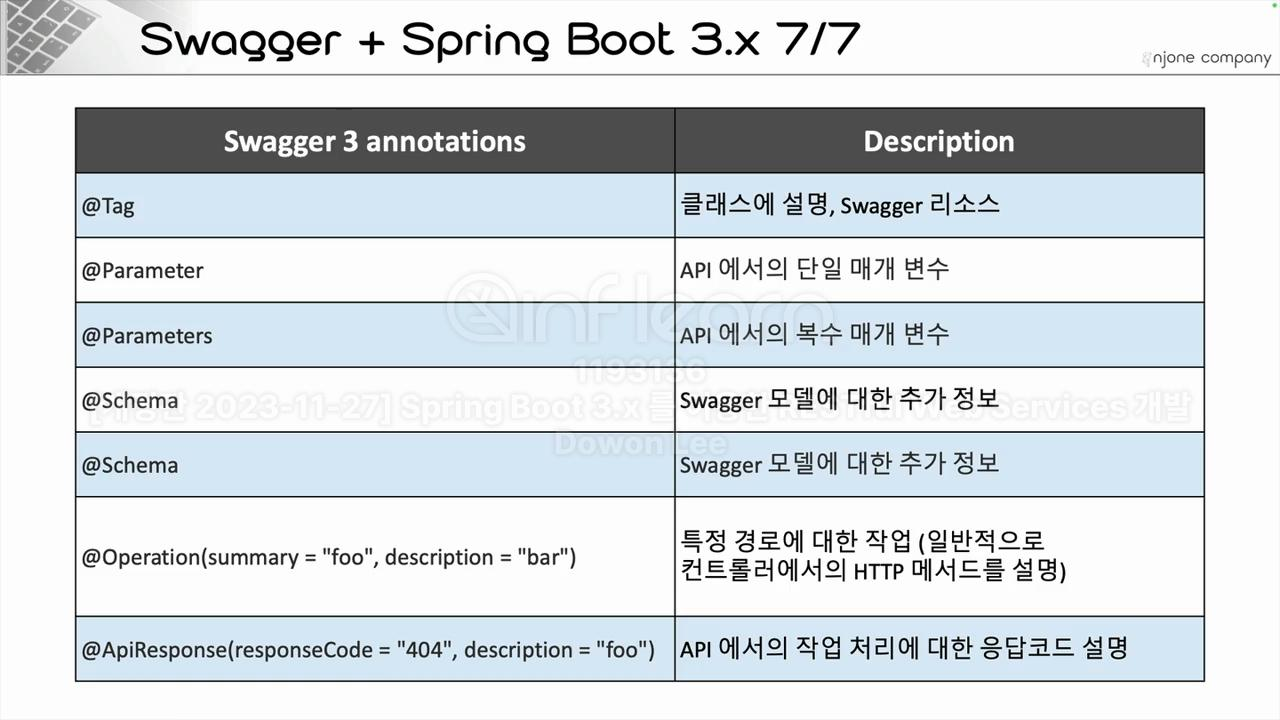 Swagger + Spring Boot 3.x 7/7
njone company
Swagger 3 annotations
Description
@Tag
클래스에 설명, Swagger 리소스
@Parameter
API 에서의 단일 매개 변수
@Parameters
API 에서의 복수 매개 변수
inflearn
1193136
@Schema
Swagger 모델에 대한 추가 정보
2023-11-27] Spring Boot 3.x 를 이용한 RESTful Web Services 개발
Dowon Lee
@Schema
Swagger 모델에 대한 추가 정보
@Operation(summary = "foo", description = "bar")
특정 경로에 대한 작업 (일반적으로
컨트롤러에서의 HTTP 메서드를 설명)
@ApiResponse(responseCode = "404", description = "foo")
API 에서의 작업 처리에 대한 응답코드 설명